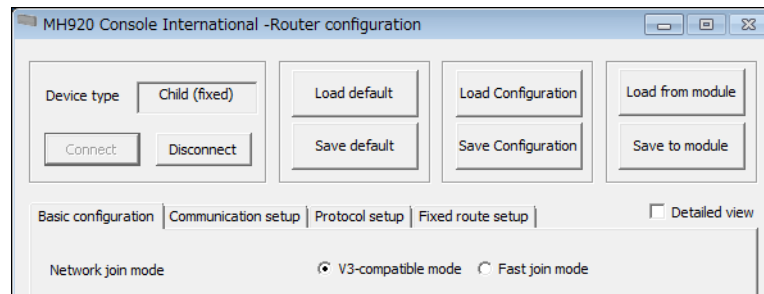 MH920 Console International -Router configuration
Device type Child (fixed) Load default Load Configuration Load from module
Connect Disconnect Save default Save Configuration Save to module
Basic configuration Communication setup Protocol setup Fixed route setup Detailed view
Network join mode V3-compatible mode Fast join mode